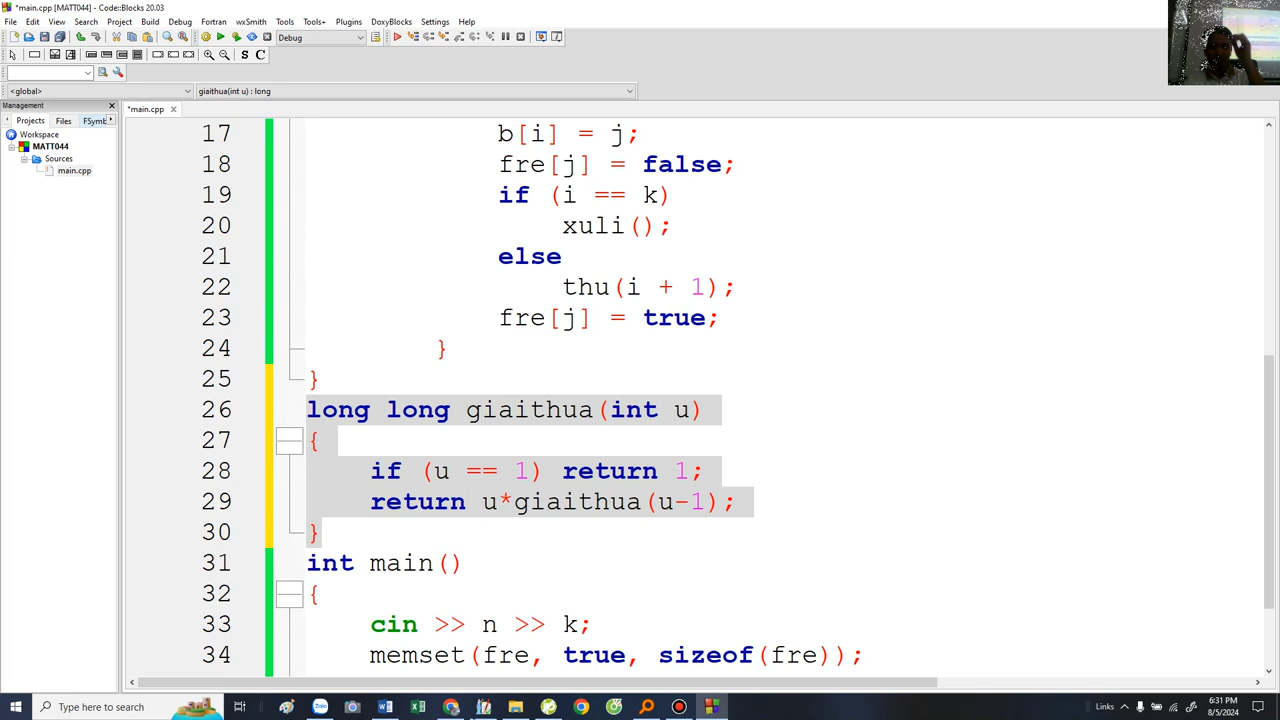 *main.cpp [MATT044] - Code::Blocks 20.03
File Edit View Search Project Build Debug Fortran wxSmith Tools Tools+ Plugins DoxyBlocks Settings Help
Debug
S C
<global> giaithua(int u) : long
Management
*main.cpp
Projects Files FSymb
Workspace
MATT044
Sources
main.cpp
17 b[i] = j;
18 fre[j] = false;
19 if (i == k)
20 xuli();
21 else
22 thu(i + 1);
23 fre[j] = true;
24 }
25 }
26 long long giaithua(int u)
27 {
28 if (u == 1) return 1;
29 return u*giaithua(u-1);
30 }
31 int main()
32 {
33 cin >> n >> k;
34 memset(fre, true, sizeof(fre));
Type here to search
Links
6:31 PM
8/5/2024